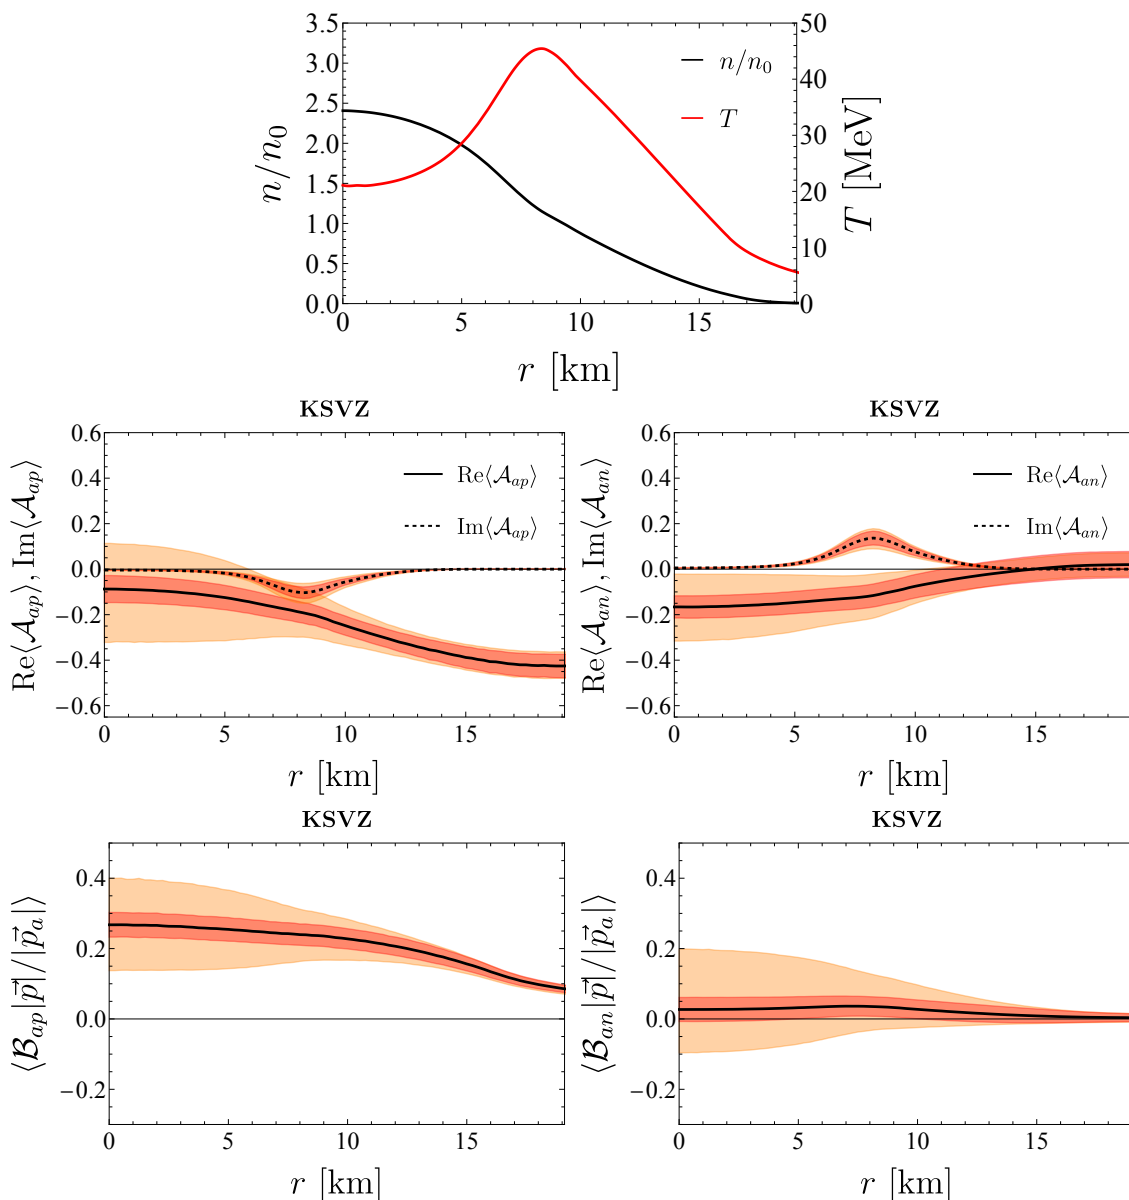 3.5
3.0
2.5
2.0
1.5
1.0
0.5
0.0
n/n₀
50
40
30
20
10
0
T [MeV]
n/n₀
T
0 5 10 15
r [km]
KSVZ
0.6
0.4
0.2
0.0
−0.2
−0.4
−0.6
Re⟨𝒜ₐₚ⟩, Im⟨𝒜ₐₚ⟩
Re⟨𝒜ₐₚ⟩
Im⟨𝒜ₐₚ⟩
0 5 10 15
r [km]
KSVZ
0.6
0.4
0.2
0.0
−0.2
−0.4
−0.6
Re⟨𝒜ₐₙ⟩, Im⟨𝒜ₐₙ⟩
Re⟨𝒜ₐₙ⟩
Im⟨𝒜ₐₙ⟩
0 5 10 15
r [km]
KSVZ
0.4
0.2
0.0
−0.2
⟨ℬₐₚ|p⃗|/|p⃗ₐ|⟩
0 5 10 15
r [km]
KSVZ
0.4
0.2
0.0
−0.2
⟨ℬₐₙ|p⃗|/|p⃗ₐ|⟩
0 5 10 15
r [km]